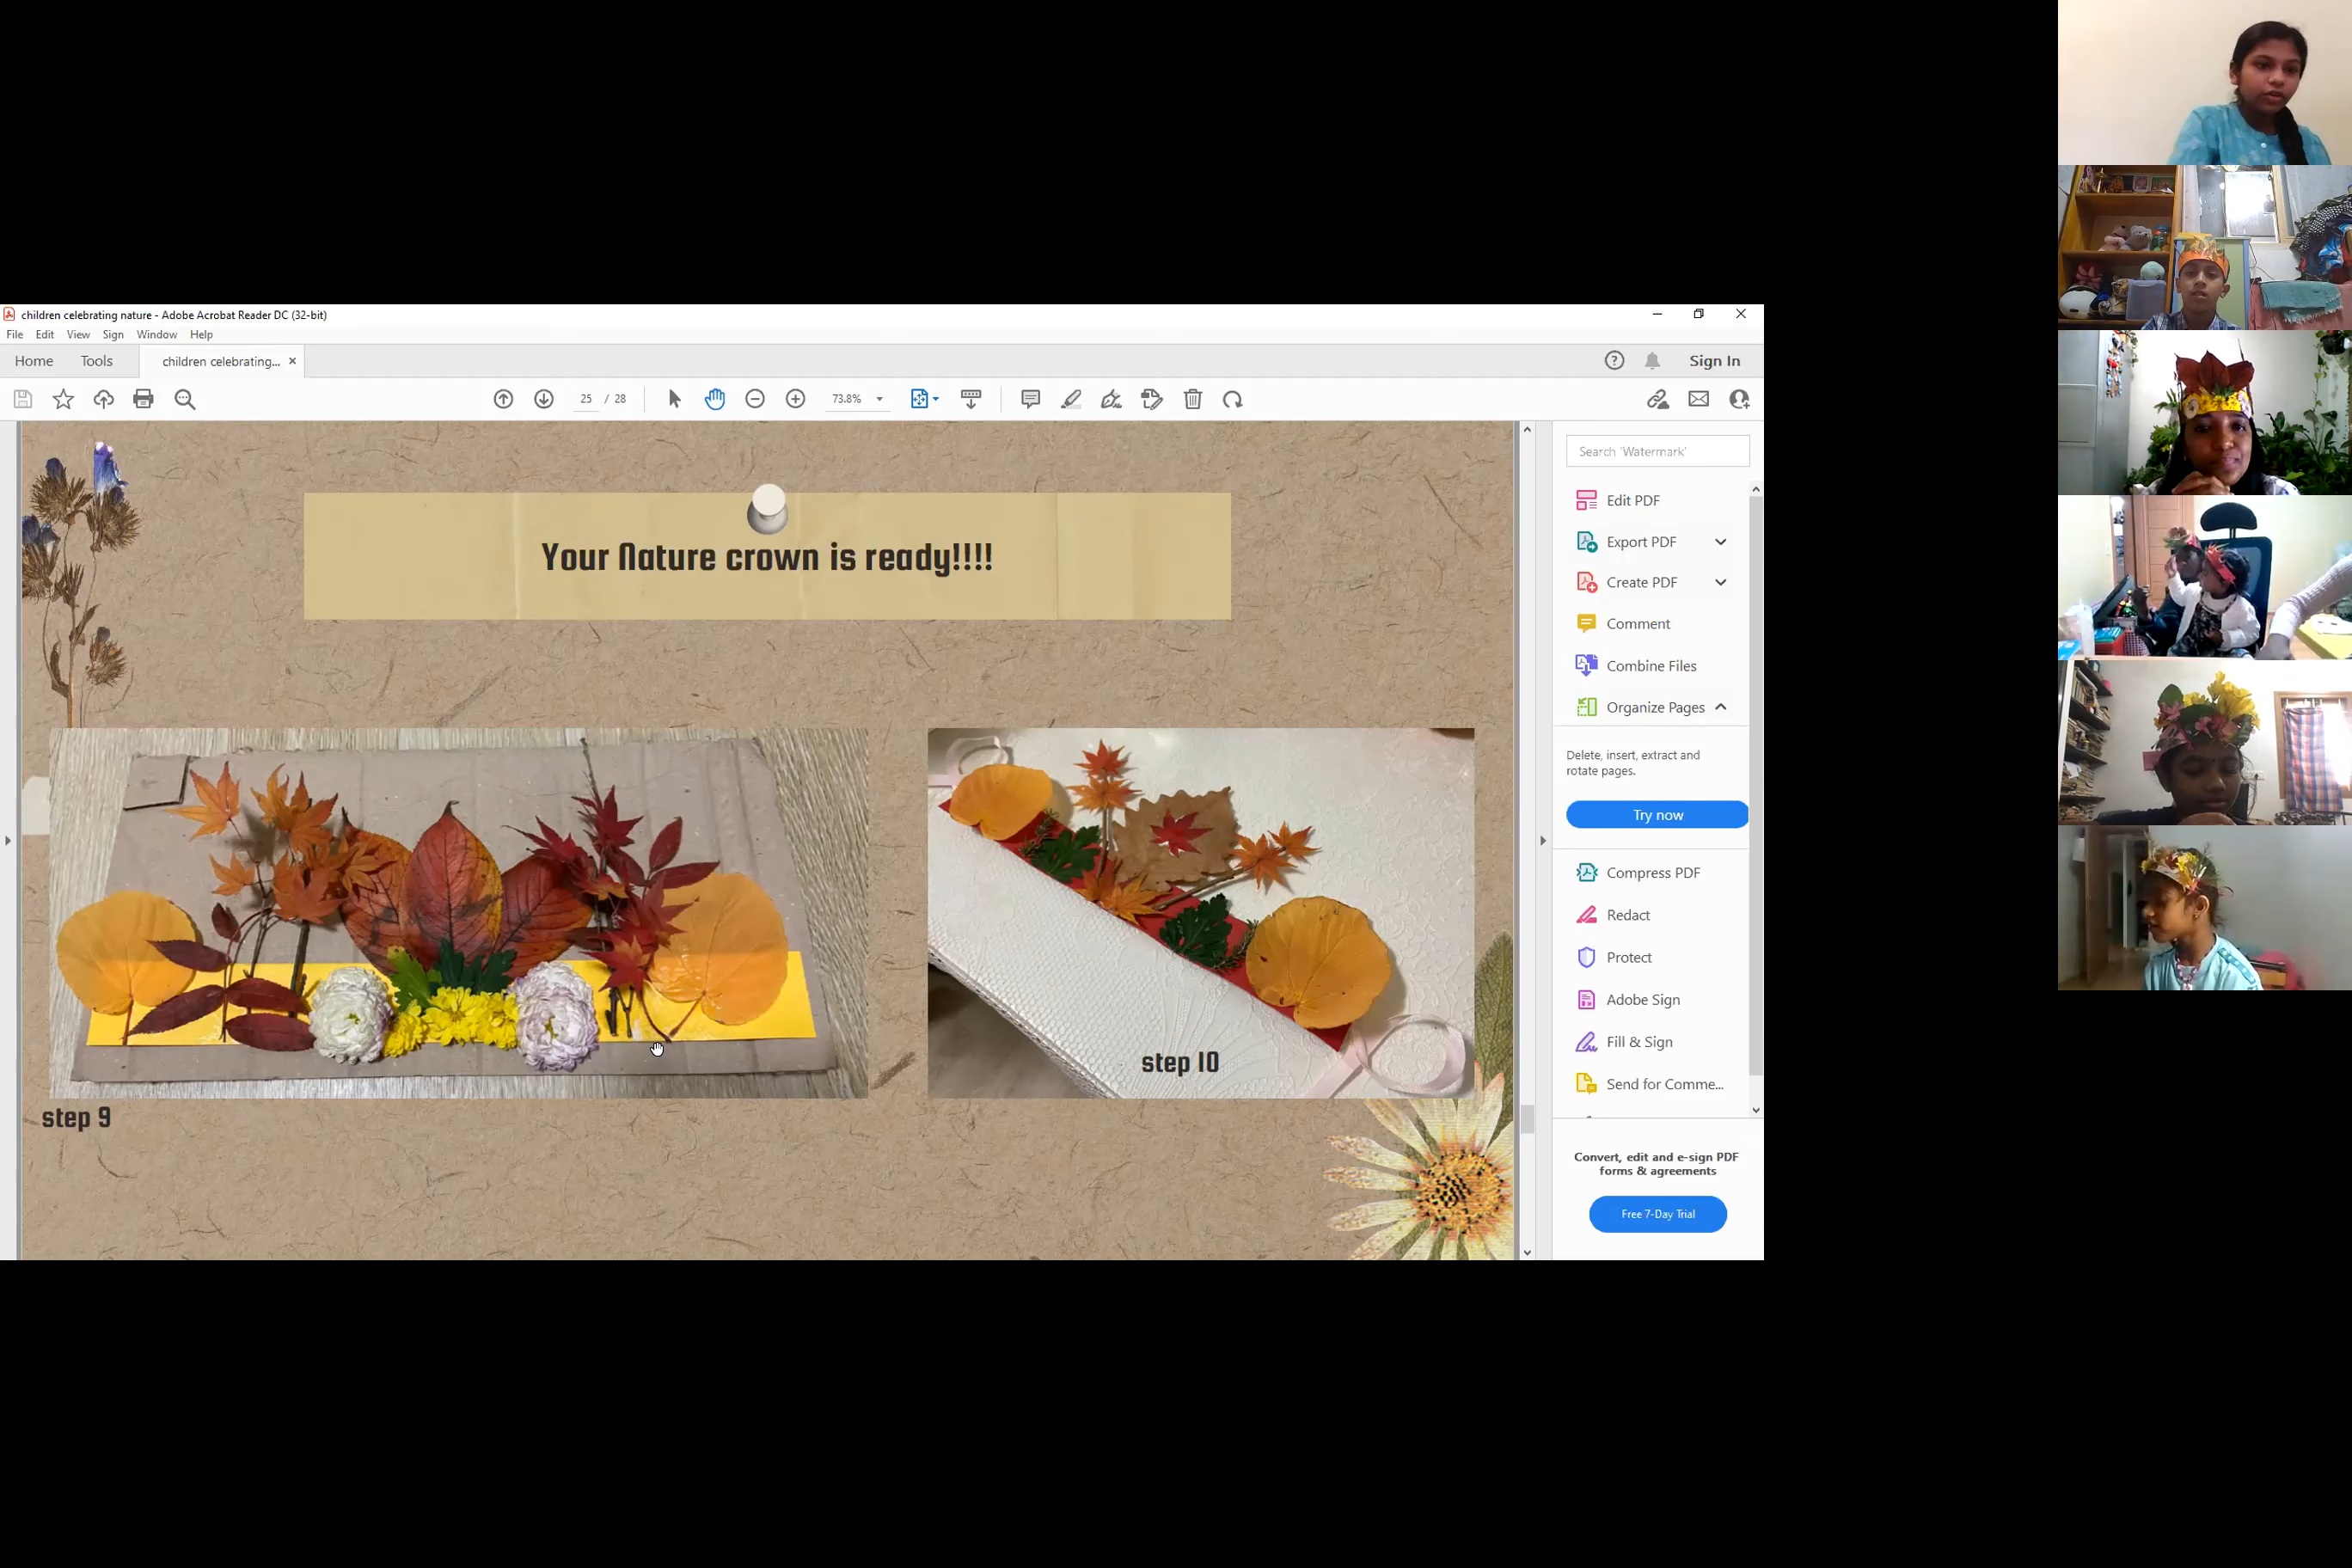 children celebrating nature - Adobe Acrobat Reader DC (32-bit)
File Edit View Sign Window Help
Home Tools children celebrating... × Sign In
25 / 28 73.8%
Search 'Watermark'
Your Nature crown is ready!!!!
Edit PDF
Export PDF
Create PDF
Comment
Combine Files
Organize Pages
Delete, insert, extract and
rotate pages.
Try now
Compress PDF
Redact
Protect
Adobe Sign
Fill & Sign
Send for Comme...
step 10
step 9
Convert, edit and e-sign PDF
forms & agreements
Free 7-Day Trial